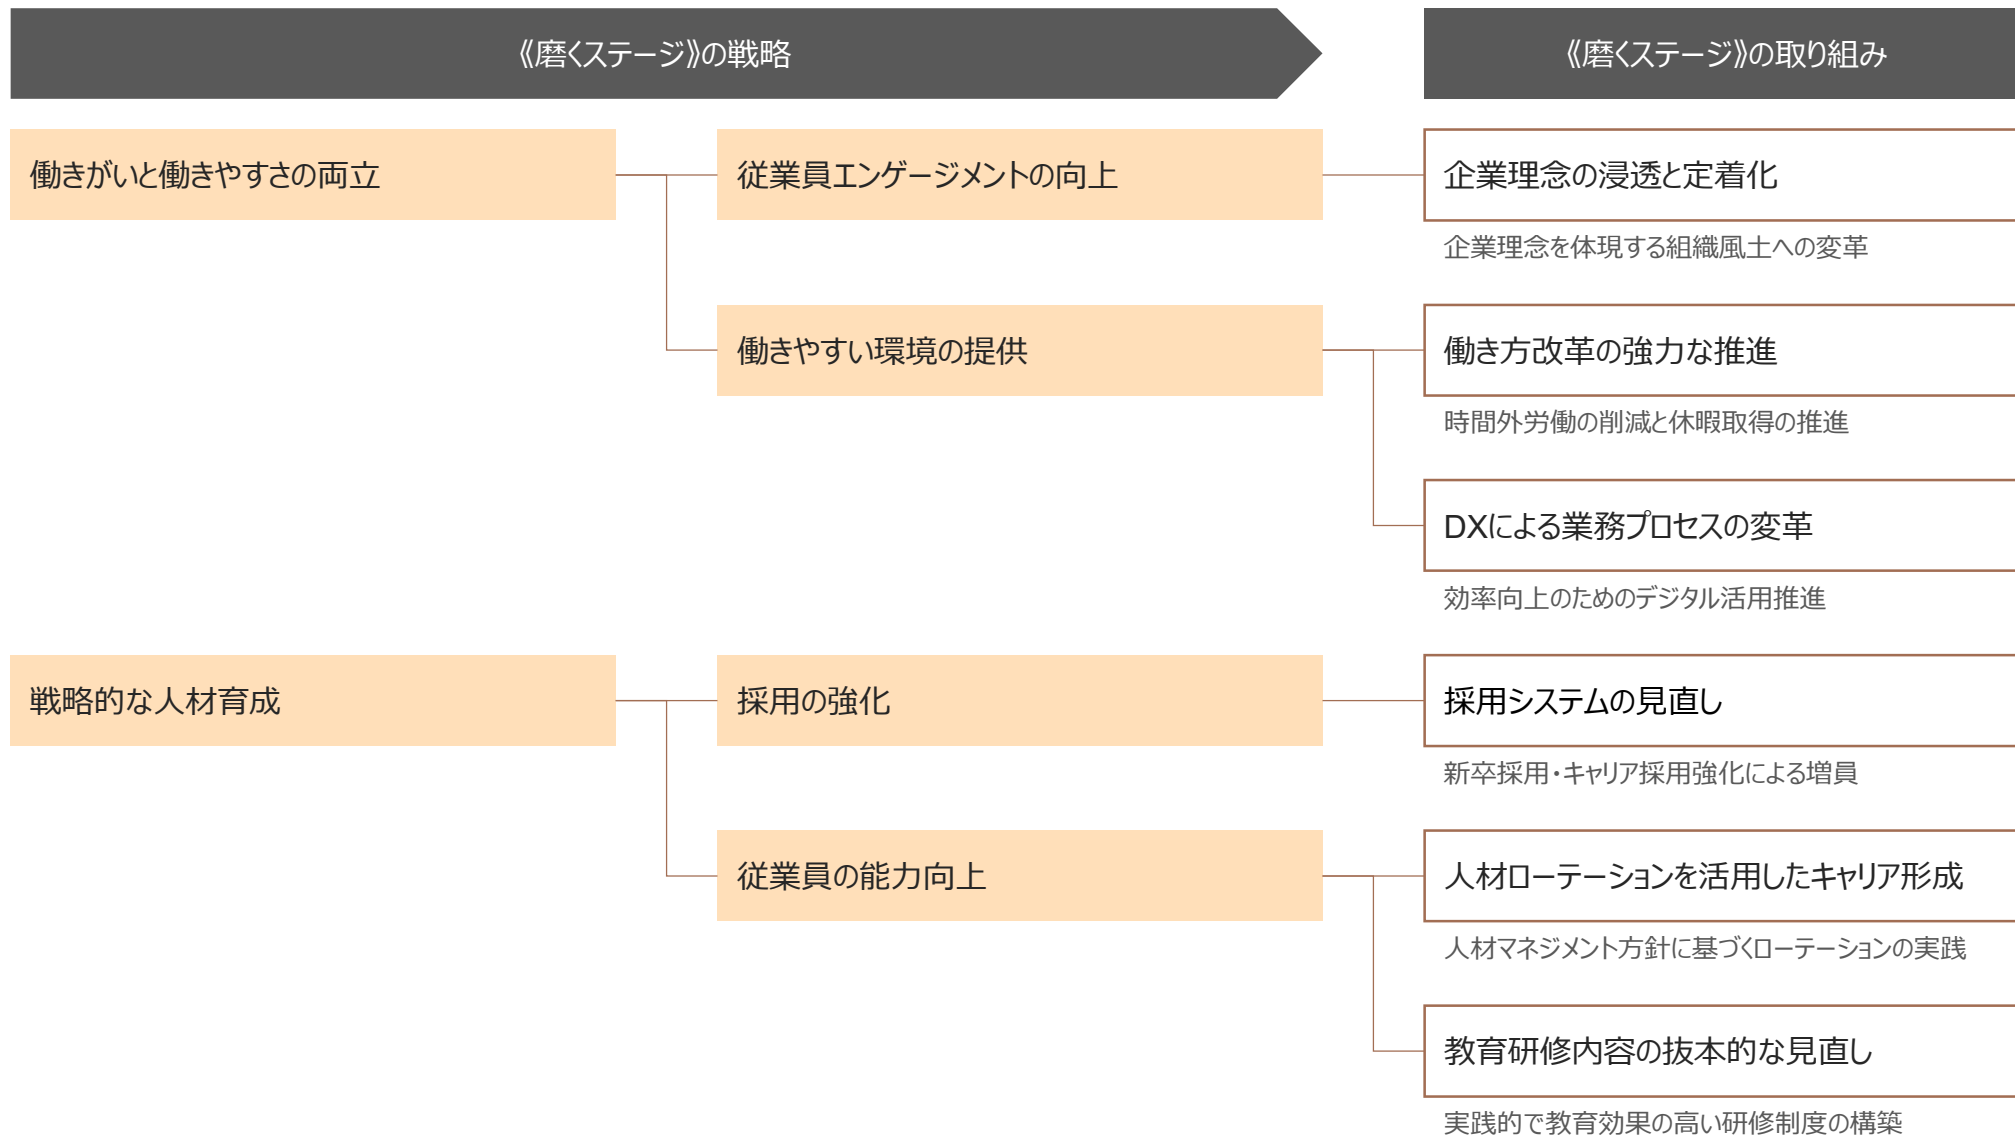 《磨くステージ》の戦略
《磨くステージ》の取り組み
働きがいと働きやすさの両立
従業員エンゲージメントの向上
企業理念の浸透と定着化
企業理念を体現する組織風土への変革
働きやすい環境の提供
働き方改革の強力な推進
時間外労働の削減と休暇取得の推進
DXによる業務プロセスの変革
効率向上のためのデジタル活用推進
戦略的な人材育成
採用の強化
採用システムの見直し
新卒採用・キャリア採用強化による増員
従業員の能力向上
人材ローテーションを活用したキャリア形成
人材マネジメント方針に基づくローテーションの実践
教育研修内容の抜本的な見直し
実践的で教育効果の高い研修制度の構築